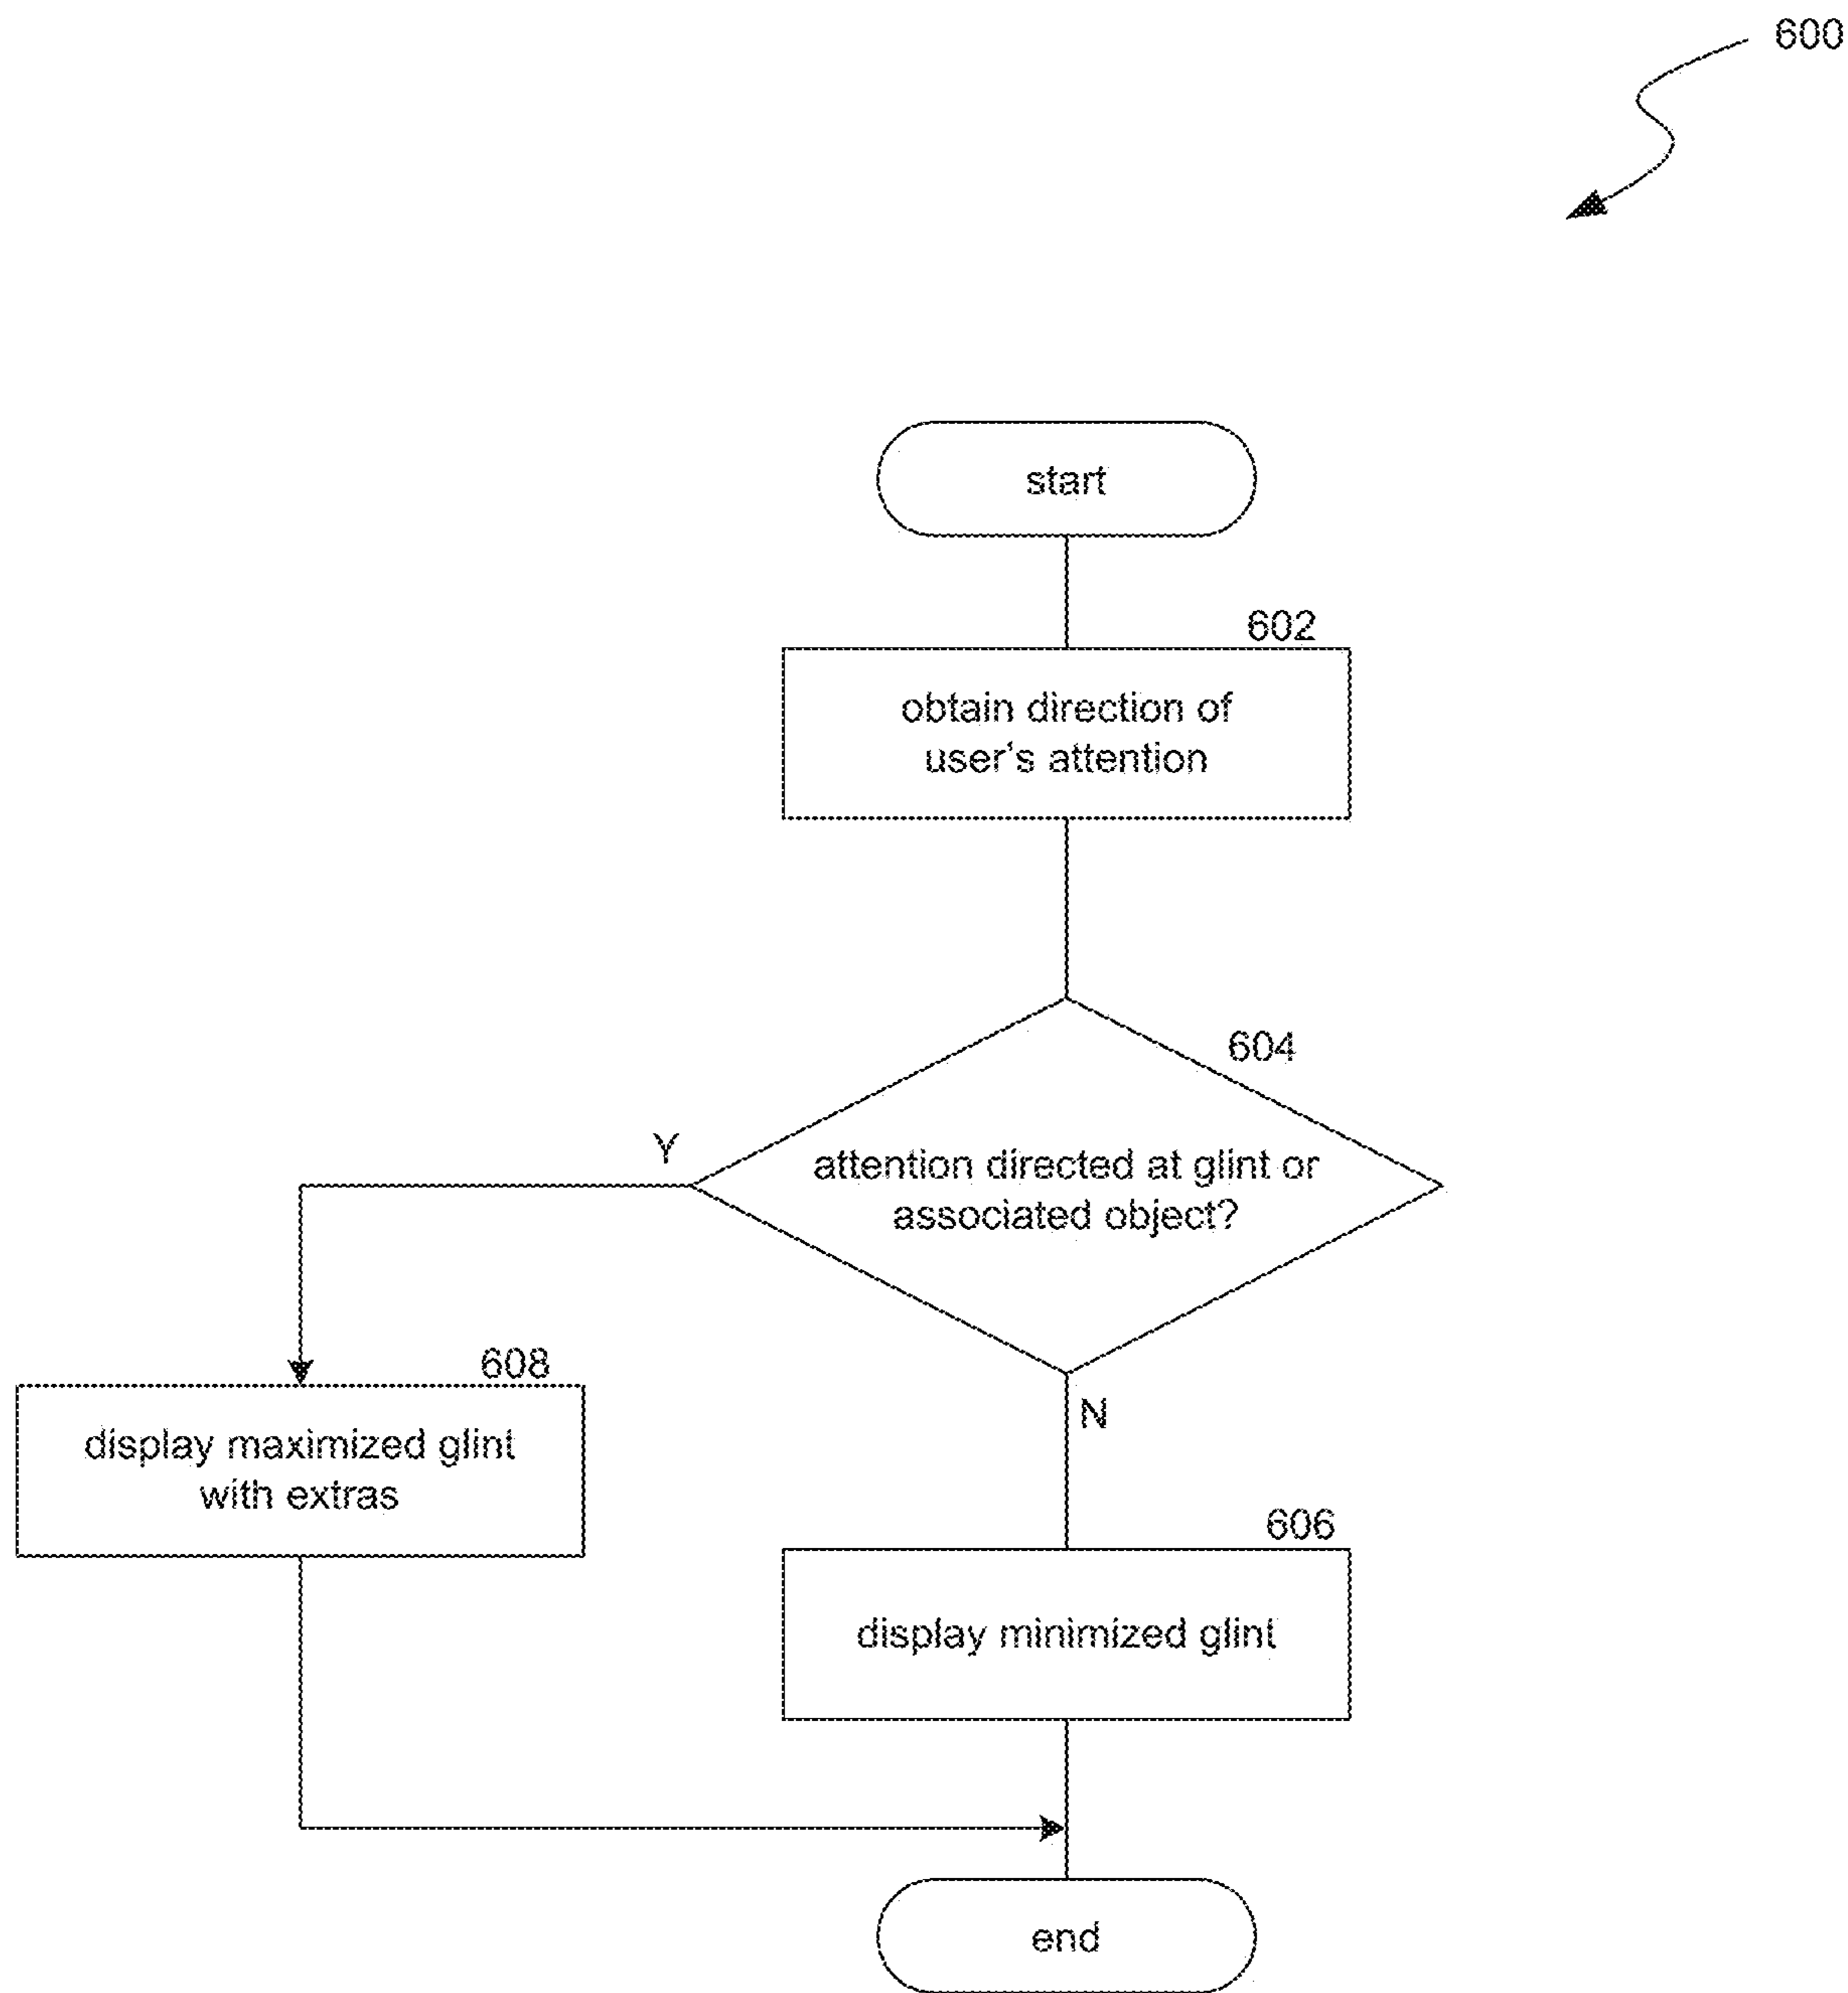 600
start
602
obtain direction of
user's attention
604
attention directed at glint or
associated object?
Y
N
608
display maximized glint
with extras
606
display minimized glint
end